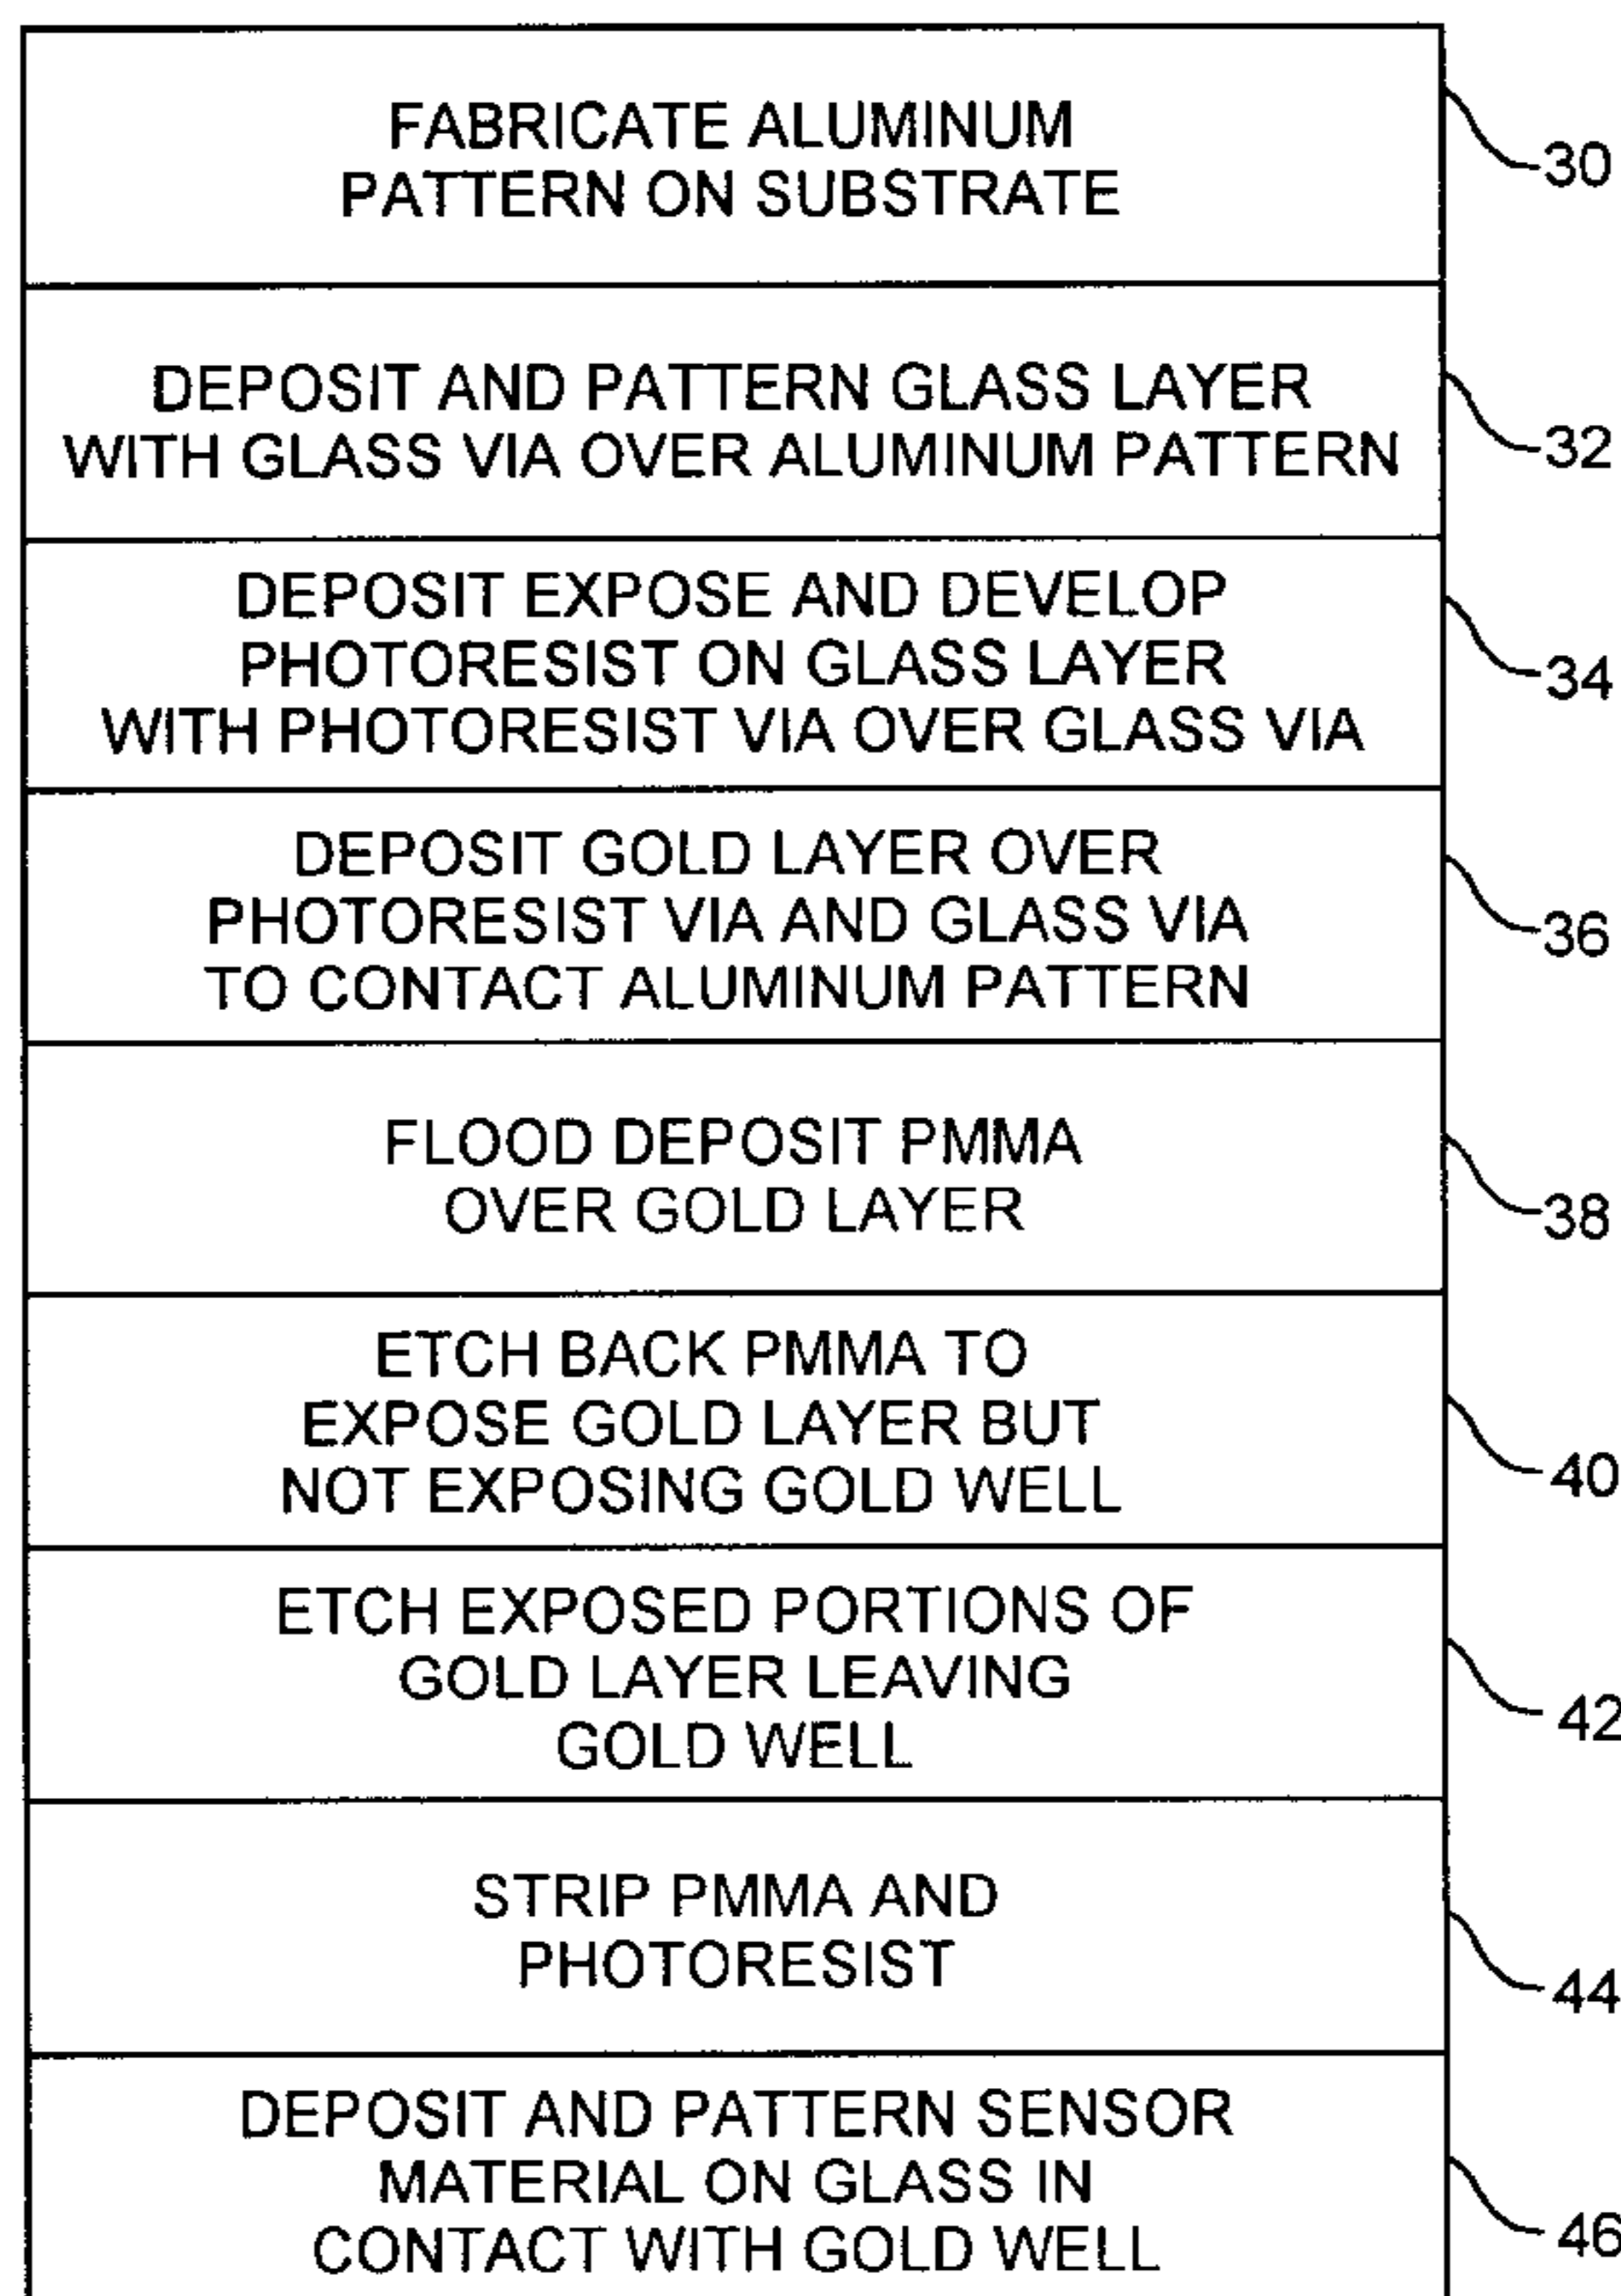 FABRICATE ALUMINUM
PATTERN ON SUBSTRATE
30
DEPOSIT AND PATTERN GLASS LAYER
WITH GLASS VIA OVER ALUMINUM PATTERN
32
DEPOSIT EXPOSE AND DEVELOP
PHOTORESIST ON GLASS LAYER
WITH PHOTORESIST VIA OVER GLASS VIA
34
DEPOSIT GOLD LAYER OVER
PHOTORESIST VIA AND GLASS VIA
TO CONTACT ALUMINUM PATTERN
36
FLOOD DEPOSIT PMMA
OVER GOLD LAYER
38
ETCH BACK PMMA TO
EXPOSE GOLD LAYER BUT
NOT EXPOSING GOLD WELL
40
ETCH EXPOSED PORTIONS OF
GOLD LAYER LEAVING
GOLD WELL
42
STRIP PMMA AND
PHOTORESIST
44
DEPOSIT AND PATTERN SENSOR
MATERIAL ON GLASS IN
CONTACT WITH GOLD WELL
46